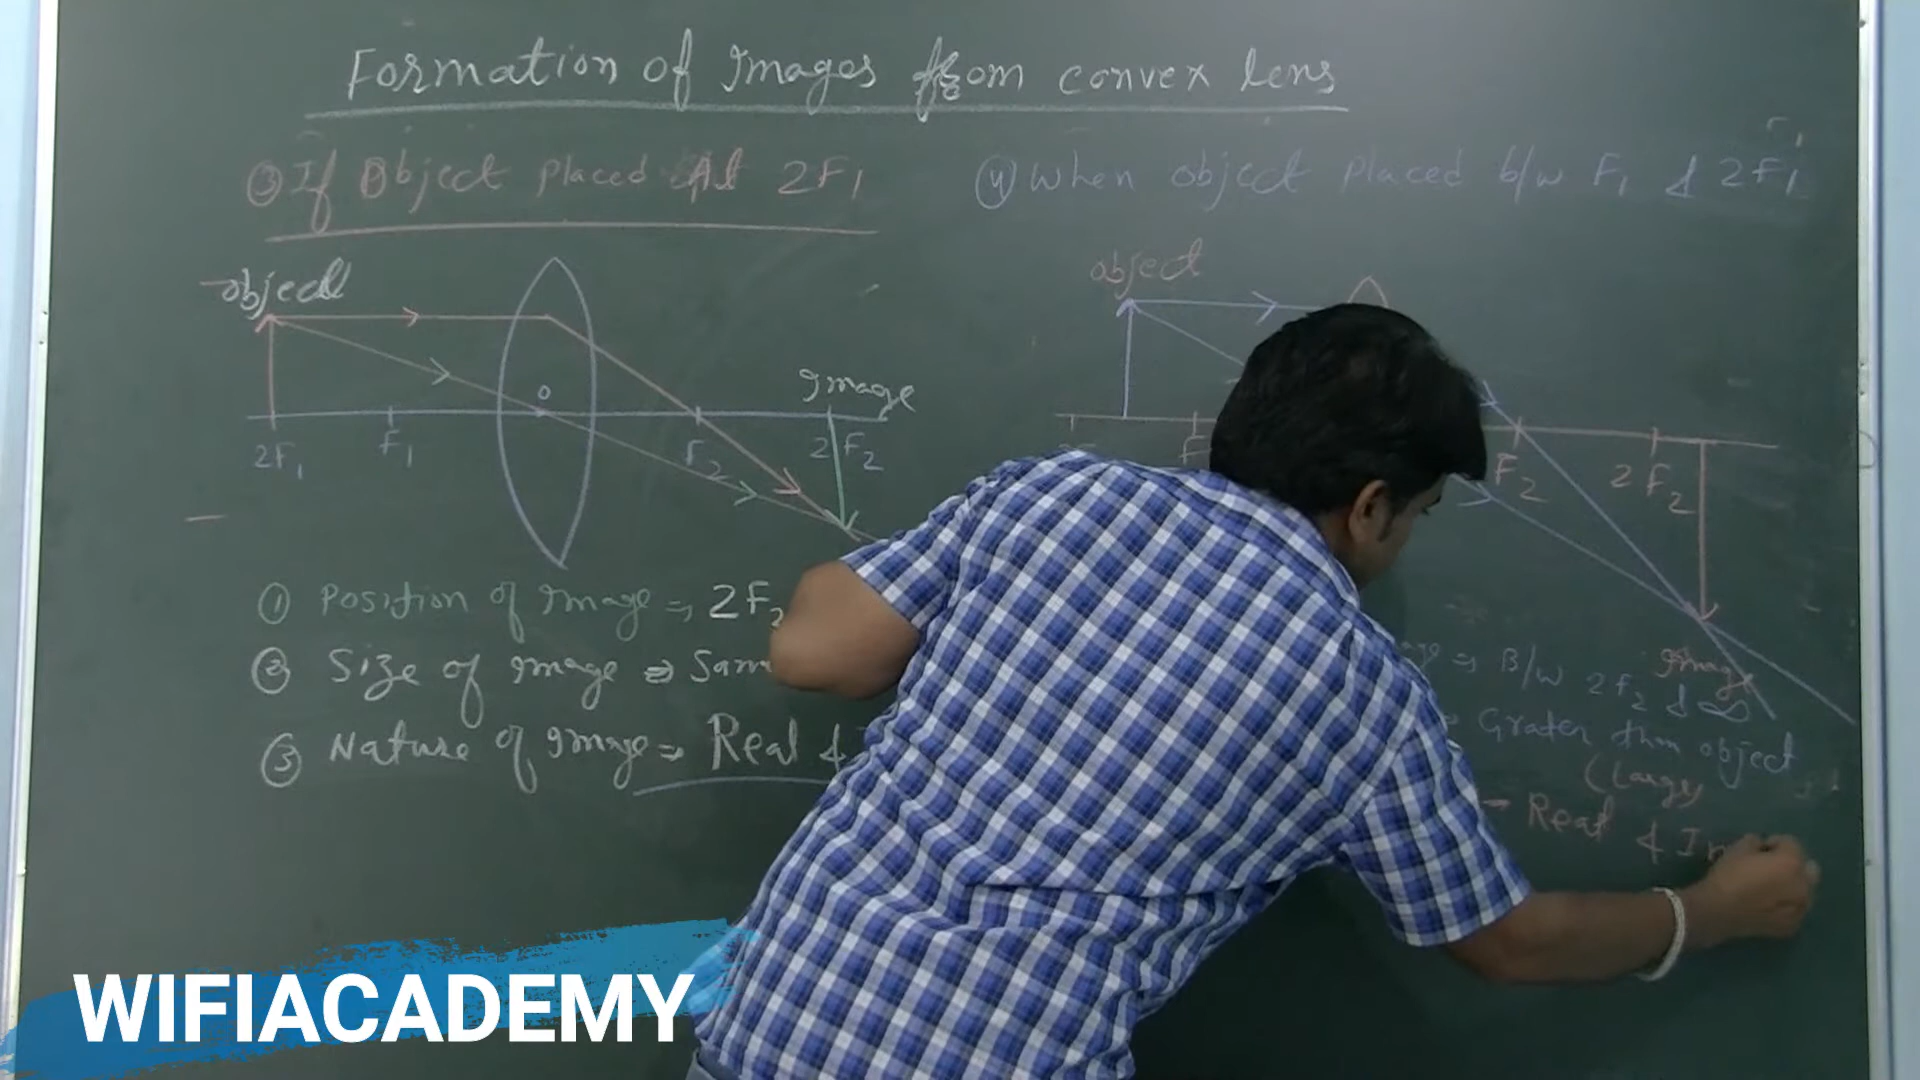 Formation of Images from convex lens
③ If Object placed At 2F1
object
Image
o
2F1 F1 F2 2F2
① Position of Image ⇒ 2F2
② Size of Image ⇒ Sam
③ Nature of Image ⇒ Real &
④ When object placed b/w F1 & 2F1
object
F F2 2F2
Image
⇒ B/w 2F2 & ∞
Grater thm object
(Large)
Real & In
WIFIACADEMY